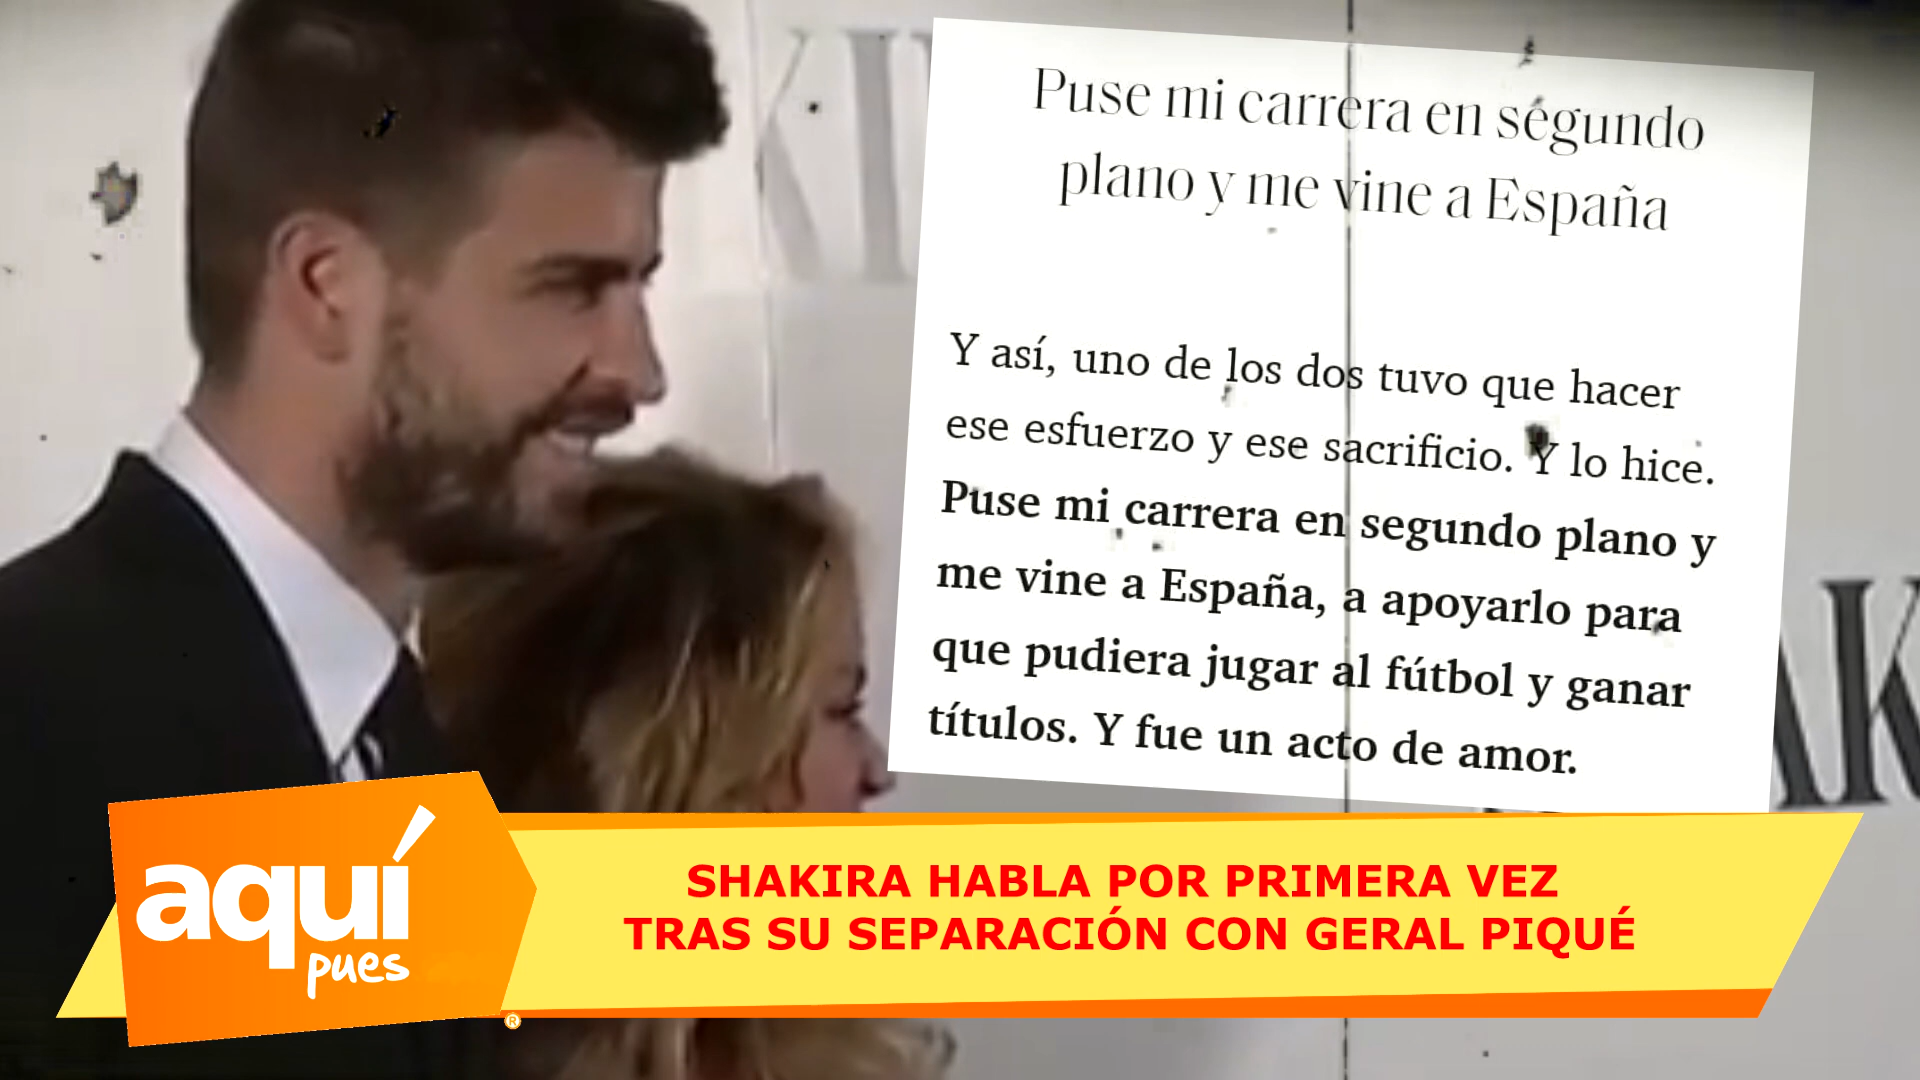 Puse mi carrera en segundo
plano y me vine a España
Y así, uno de los dos tuvo que hacer
ese esfuerzo y ese sacrificio. Y lo hice.
Puse mi carrera en segundo plano y
me vine a España, a apoyarlo para
que pudiera jugar al fútbol y ganar
títulos. Y fue un acto de amor.
aquí
pues
®
SHAKIRA HABLA POR PRIMERA VEZ
TRAS SU SEPARACIÓN CON GERAL PIQUÉ